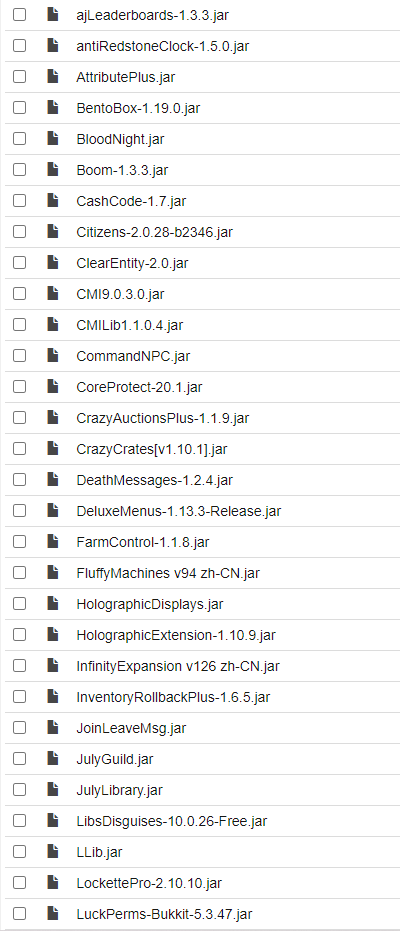 ajLeaderboards-1.3.3.jar
antiRedstoneClock-1.5.0.jar
AttributePlus.jar
BentoBox-1.19.0.jar
BloodNight.jar
Boom-1.3.3.jar
CashCode-1.7.jar
Citizens-2.0.28-b2346.jar
ClearEntity-2.0.jar
CMI9.0.3.0.jar
CMILib1.1.0.4.jar
CommandNPC.jar
CoreProtect-20.1.jar
CrazyAuctionsPlus-1.1.9.jar
CrazyCrates[v1.10.1].jar
DeathMessages-1.2.4.jar
DeluxeMenus-1.13.3-Release.jar
FarmControl-1.1.8.jar
FluffyMachines v94 zh-CN.jar
HolographicDisplays.jar
HolographicExtension-1.10.9.jar
InfinityExpansion v126 zh-CN.jar
InventoryRollbackPlus-1.6.5.jar
JoinLeaveMsg.jar
JulyGuild.jar
JulyLibrary.jar
LibsDisguises-10.0.26-Free.jar
LLib.jar
LockettePro-2.10.10.jar
LuckPerms-Bukkit-5.3.47.jar